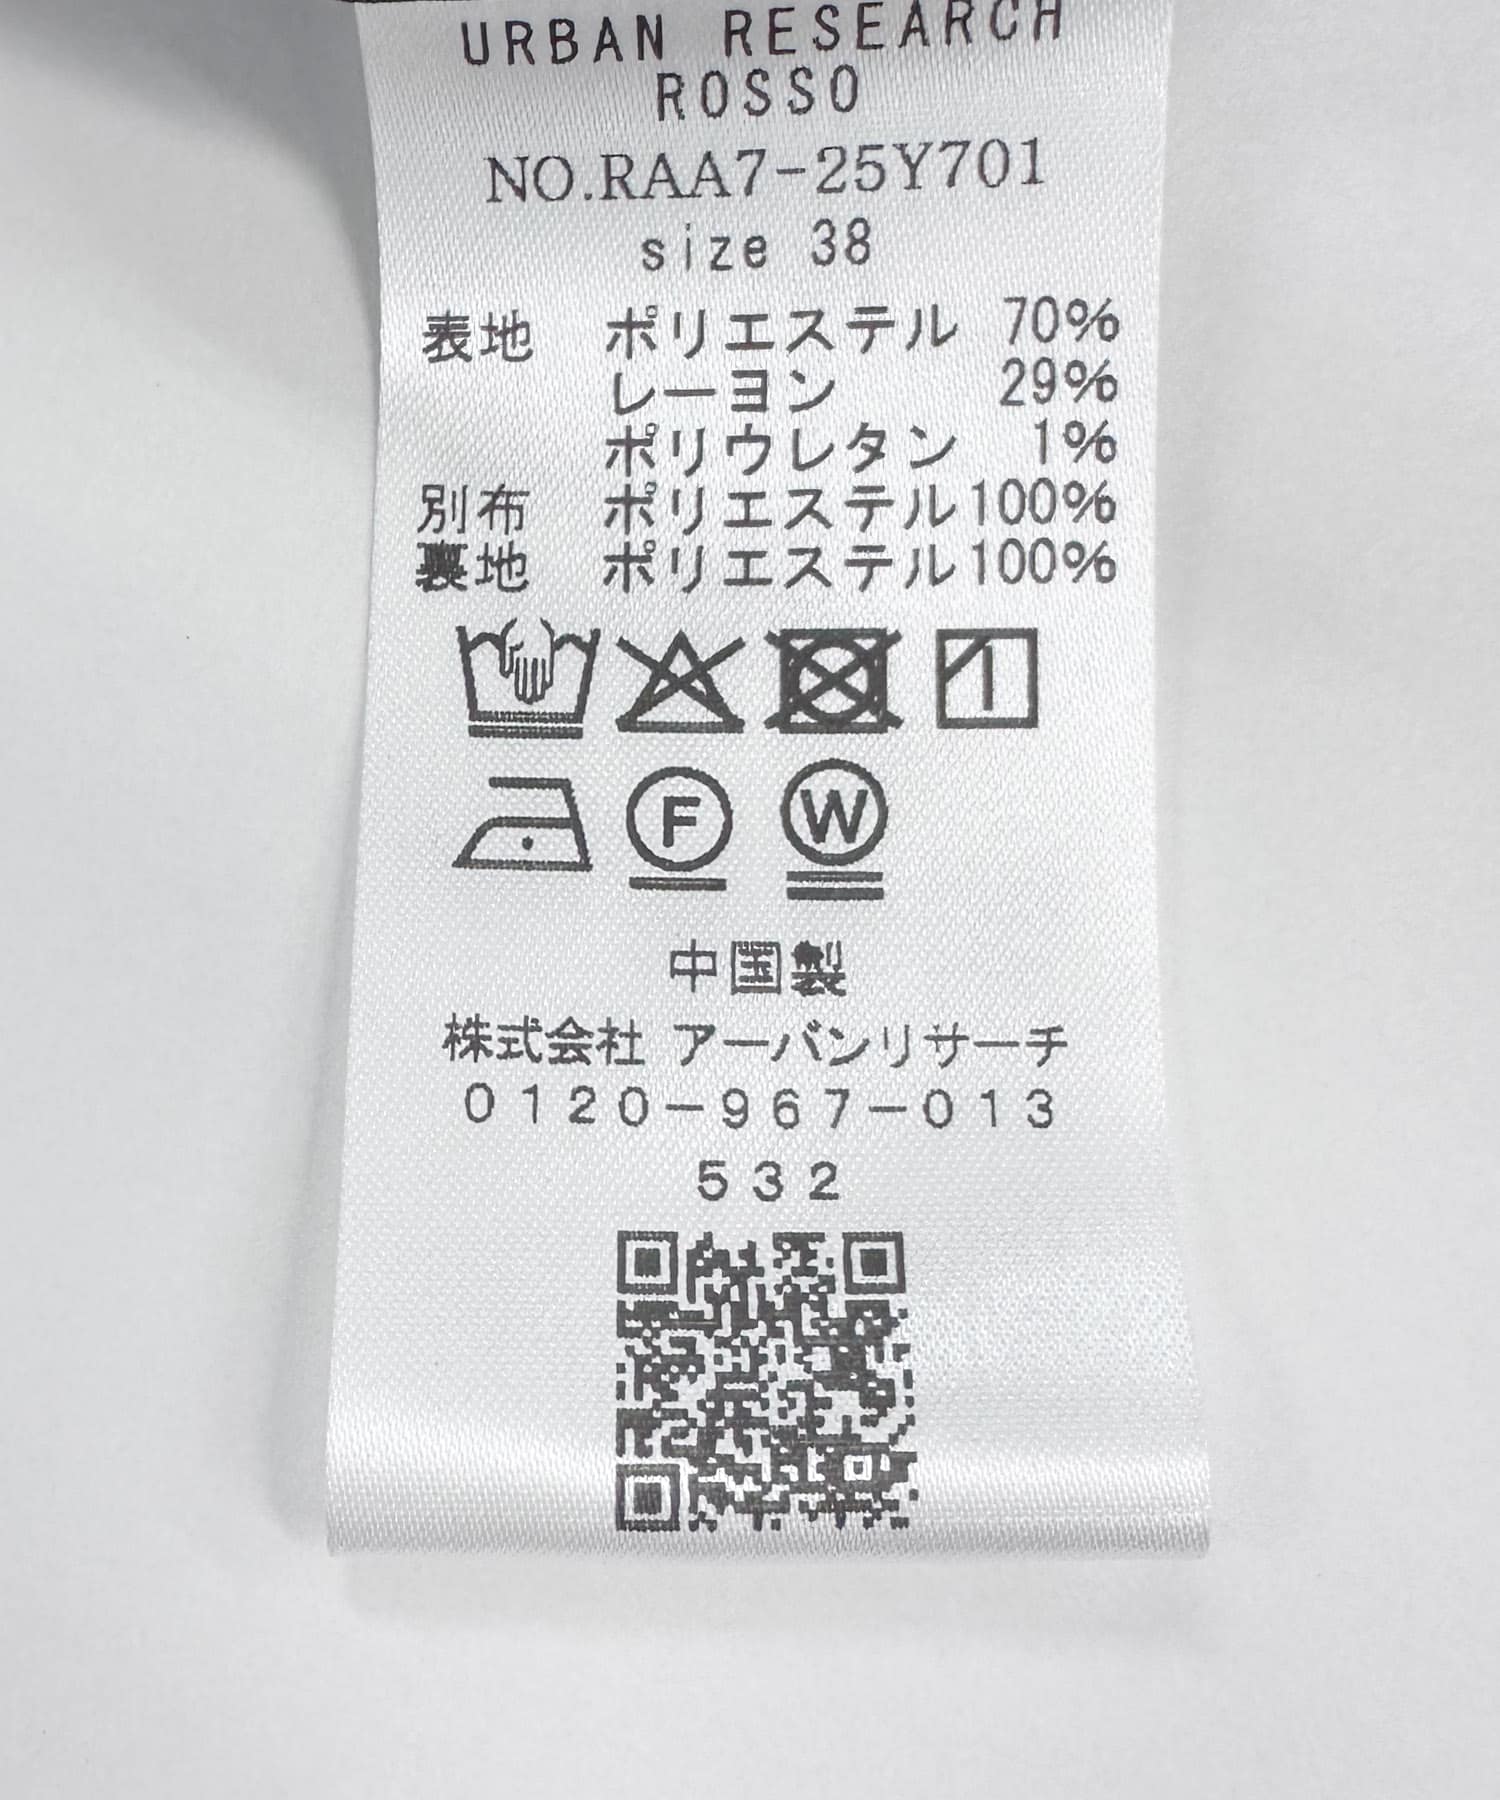 URBAN RESEARCH
ROSSO
NO.RAA7-25Y701
size 38
表地 ポリエステル 70%
レーヨン 29%
ポリウレタン 1%
別布 ポリエステル100%
裏地 ポリエステル100%
F W
中国製
株式会社 アーバンリサーチ
0120-967-013
532